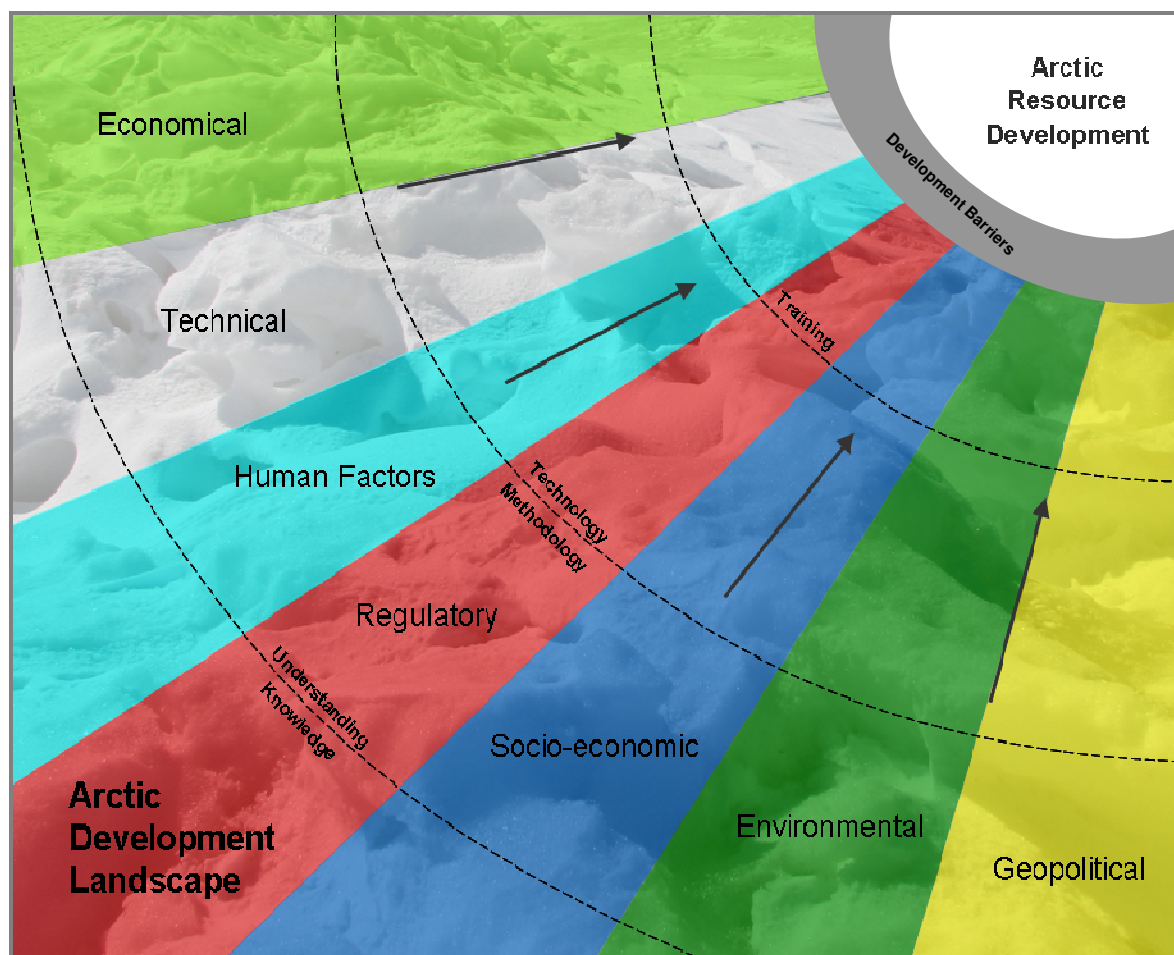 Arctic
Resource
Development
Economical
Development Barriers
Technical
Training
Human Factors
Technology
Methodology
Regulatory
Understanding
Knowledge
Socio-economic
Arctic
Development
Landscape
Environmental
Geopolitical